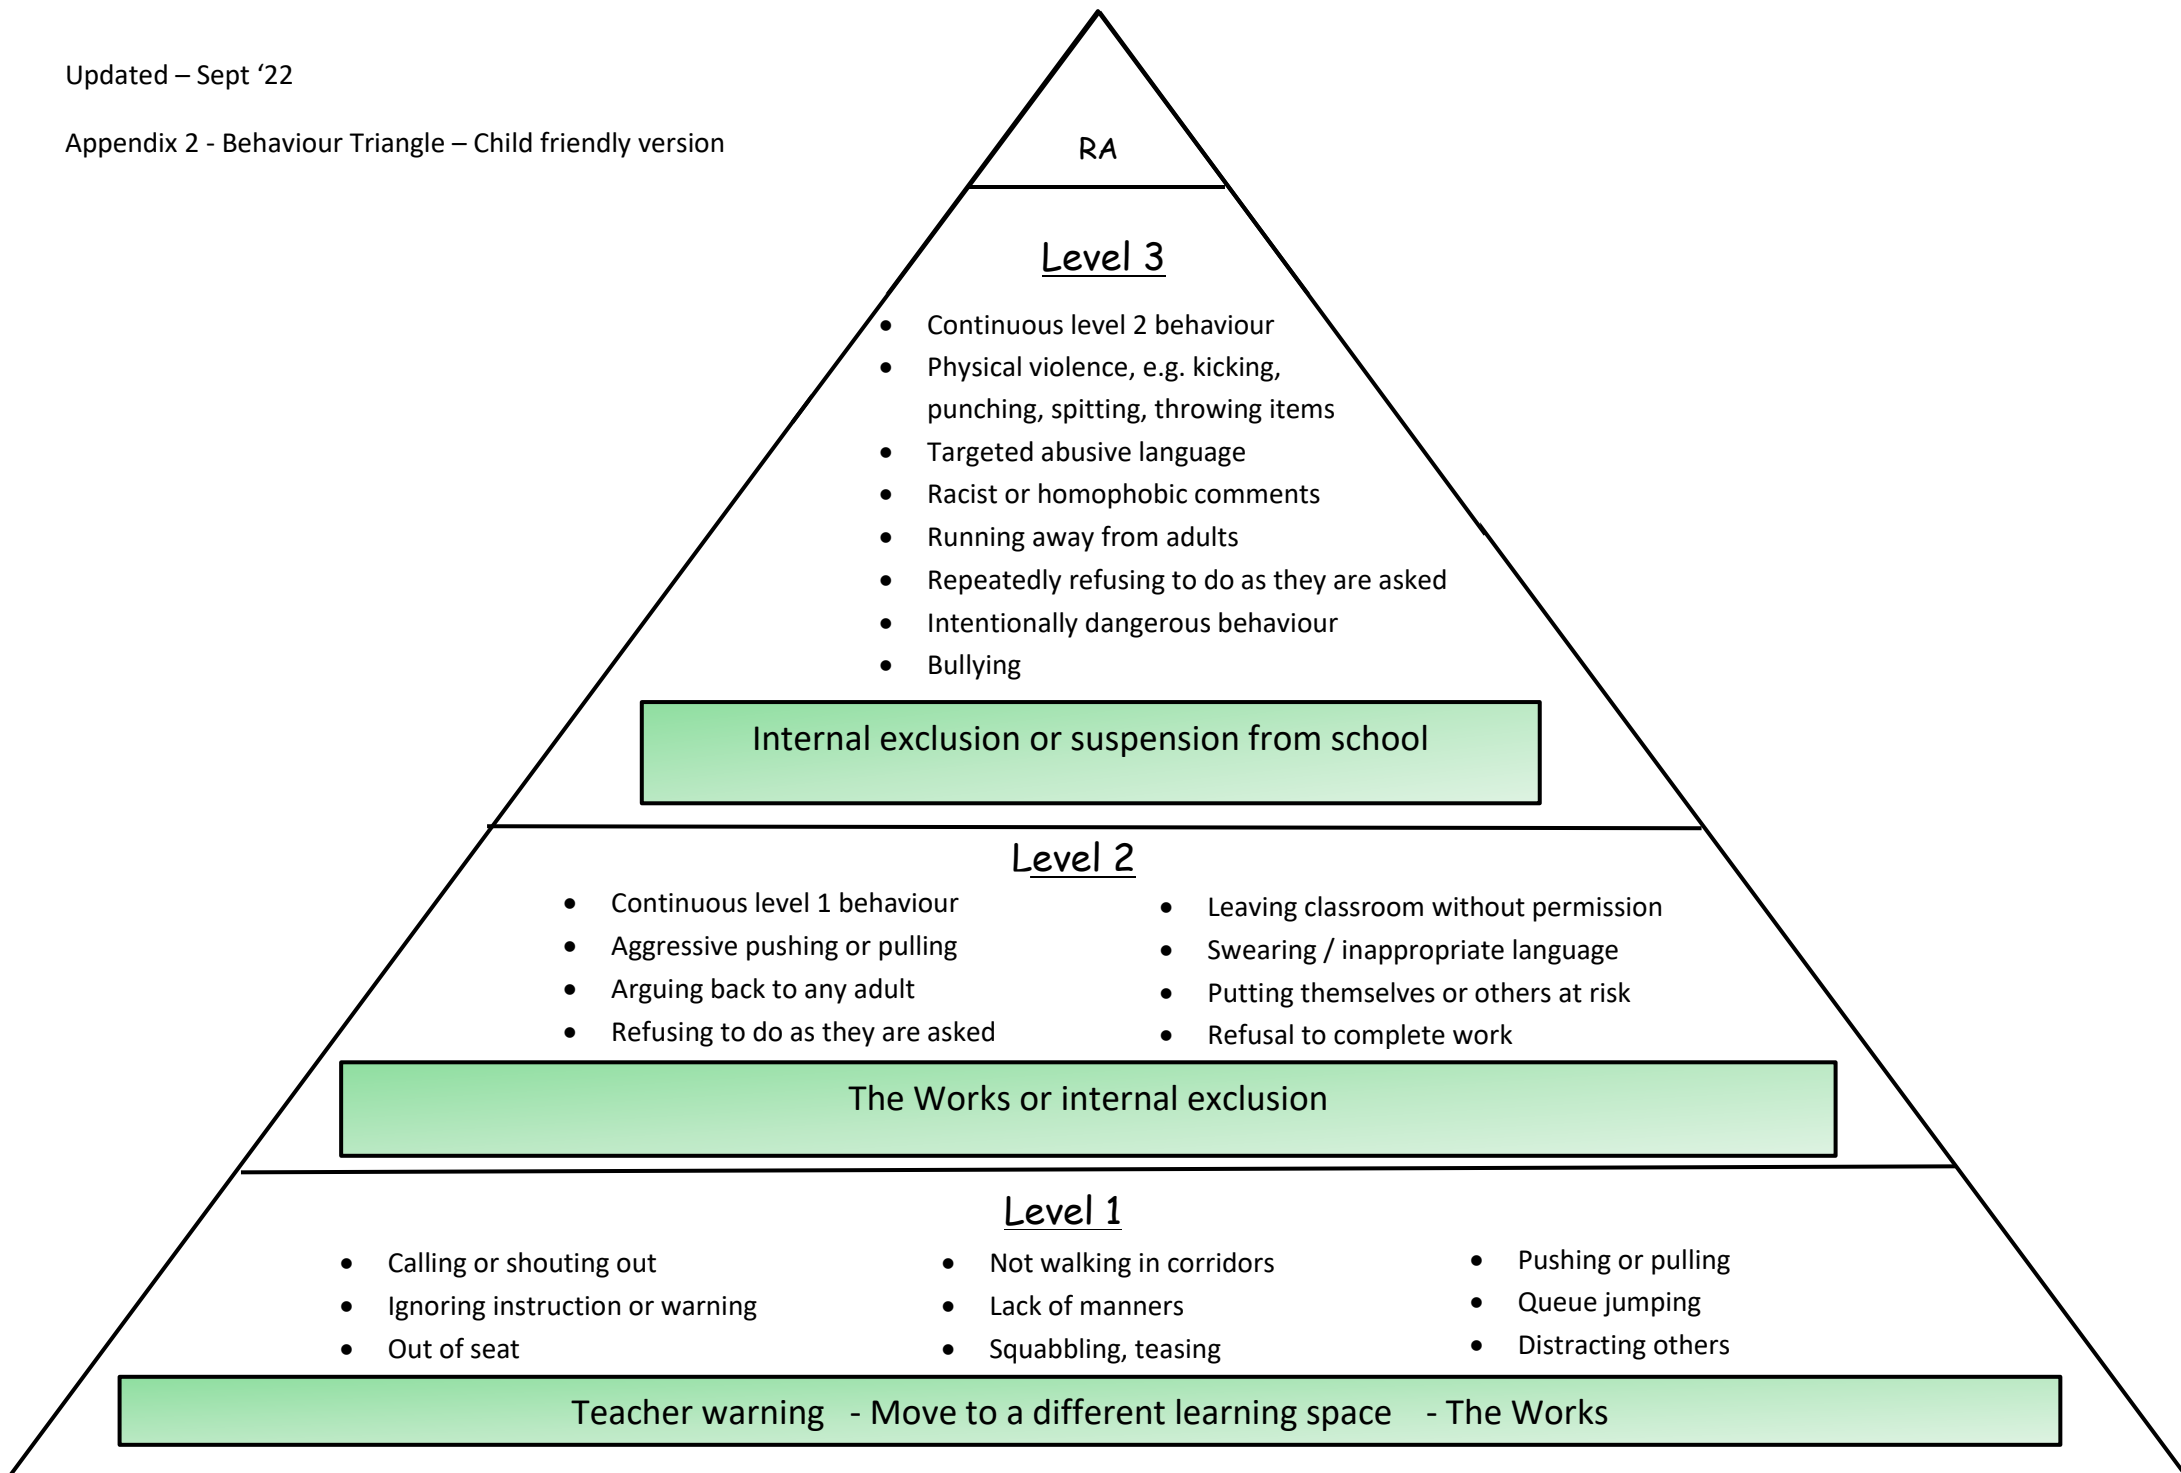 Updated – Sept ‘22
Appendix 2 - Behaviour Triangle – Child friendly version
RA
Level 3
• Continuous level 2 behaviour
• Physical violence, e.g. kicking,
punching, spitting, throwing items
• Targeted abusive language
• Racist or homophobic comments
• Running away from adults
• Repeatedly refusing to do as they are asked
• Intentionally dangerous behaviour
• Bullying
Internal exclusion or suspension from school
Level 2
• Continuous level 1 behaviour
• Aggressive pushing or pulling
• Arguing back to any adult
• Refusing to do as they are asked
• Leaving classroom without permission
• Swearing / inappropriate language
• Putting themselves or others at risk
• Refusal to complete work
The Works or internal exclusion
Level 1
• Calling or shouting out
• Ignoring instruction or warning
• Out of seat
• Not walking in corridors
• Lack of manners
• Squabbling, teasing
• Pushing or pulling
• Queue jumping
• Distracting others
Teacher warning - Move to a different learning space - The Works